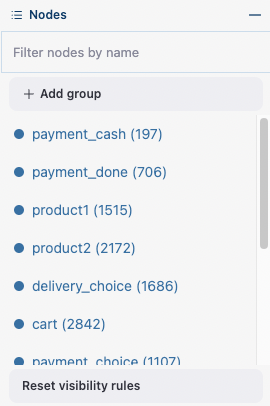 Nodes
Filter nodes by name
+ Add group
payment_cash (197)
payment_done (706)
product1 (1515)
product2 (2172)
delivery_choice (1686)
cart (2842)
payment_choice (1107)
Reset visibility rules